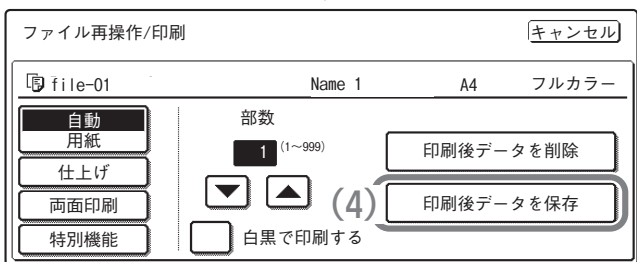 ファイル再操作/印刷
キャンセル
file-01 Name 1 A4 フルカラー
自動
用紙
仕上げ
両面印刷
特別機能
部数
1 (1～999)
白黒で印刷する
印刷後データを削除
(4) 印刷後データを保存